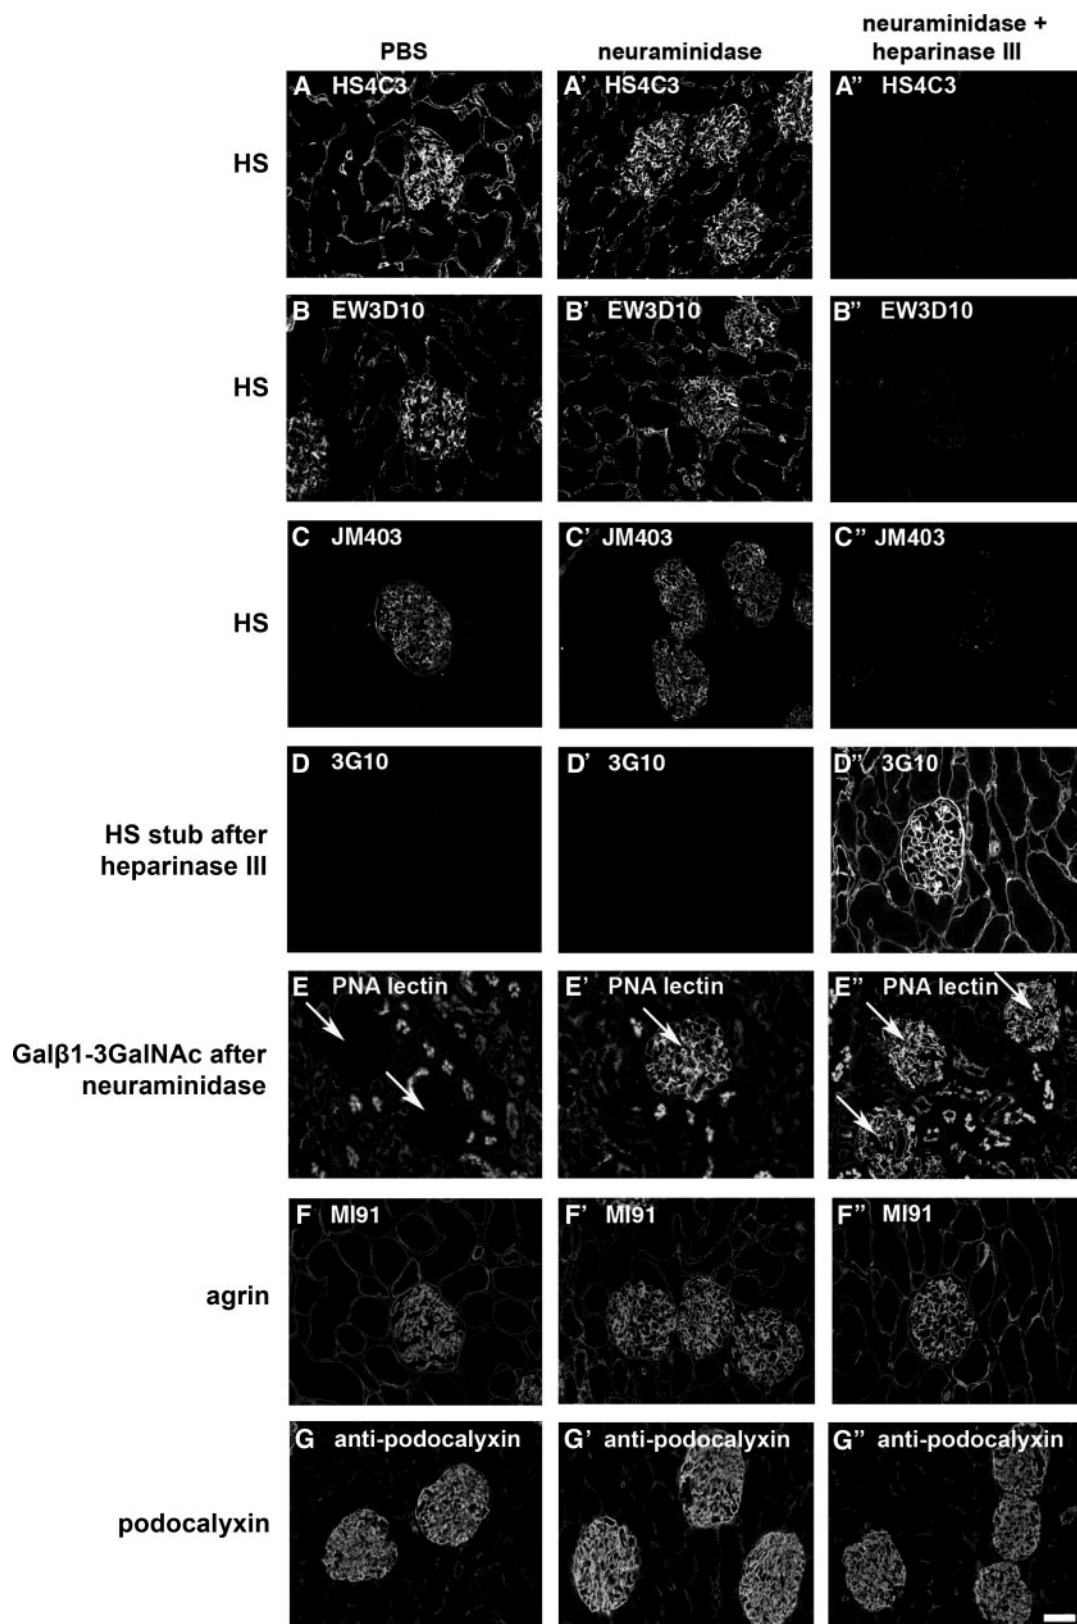 PBS
neuraminidase
neuraminidase +
heparinase III
HS
A HS4C3
A' HS4C3
A" HS4C3
HS
B EW3D10
B' EW3D10
B" EW3D10
HS
C JM403
C' JM403
C" JM403
HS stub after
heparinase III
D 3G10
D' 3G10
D" 3G10
Galβ1-3GalNAc after
neuraminidase
E PNA lectin
E' PNA lectin
E" PNA lectin
agrin
F MI91
F' MI91
F" MI91
podocalyxin
G anti-podocalyxin
G' anti-podocalyxin
G" anti-podocalyxin